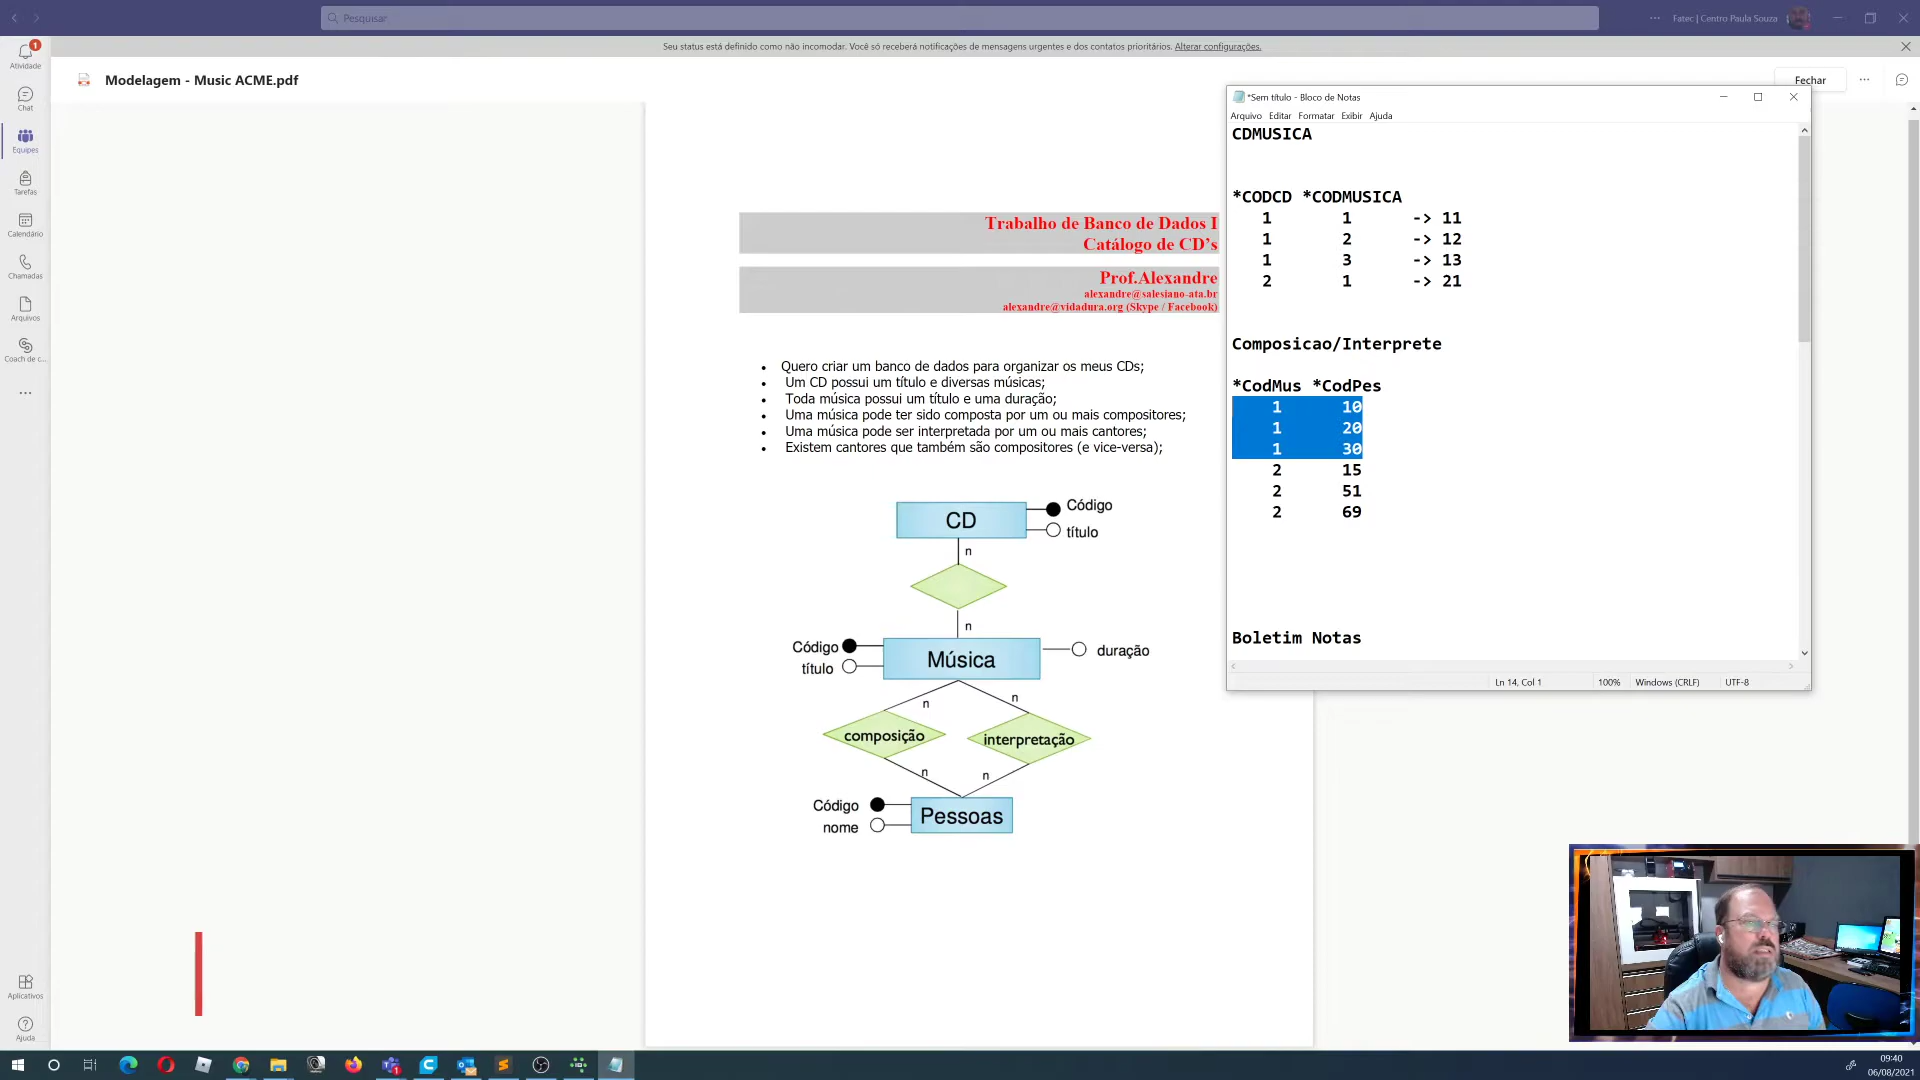 Pesquisar
Fatec | Centro Paula Souza
Seu status está definido como não incomodar. Você só receberá notificações de mensagens urgentes e dos contatos prioritários. Alterar configurações.
1
Atividade
Chat
Equipes
Tarefas
Calendário
Chamadas
Arquivos
Coach de c...
Aplicativos
Ajuda
Modelagem - Music ACME.pdf
Fechar
Trabalho de Banco de Dados I
Catálogo de CD's
Prof.Alexandre
alexandre@salesiano-ata.br
alexandre@vidadura.org (Skype / Facebook)
• Quero criar um banco de dados para organizar os meus CDs;
• Um CD possui um título e diversas músicas;
• Toda música possui um título e uma duração;
• Uma música pode ter sido composta por um ou mais compositores;
• Uma música pode ser interpretada por um ou mais cantores;
• Existem cantores que também são compositores (e vice-versa);
CD
Código
título
n
n
Código
título
Música
duração
n
n
composição
interpretação
n
n
Código
nome
Pessoas
*Sem título - Bloco de Notas
Arquivo Editar Formatar Exibir Ajuda
CDMUSICA
*CODCD *CODMUSICA
1 1 -> 11
1 2 -> 12
1 3 -> 13
2 1 -> 21
Composicao/Interprete
*CodMus *CodPes
1 10
1 20
1 30
2 15
2 51
2 69
Boletim Notas
Ln 14, Col 1
100%
Windows (CRLF)
UTF-8
09:40
06/08/2021